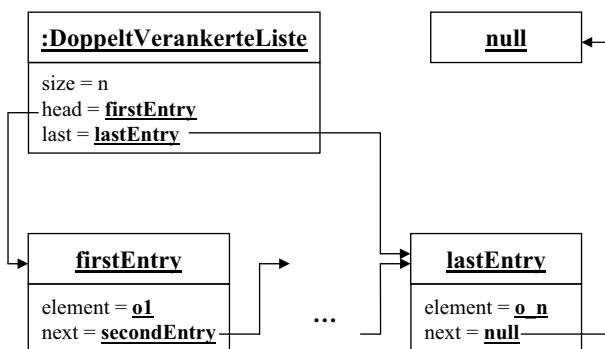 :DoppeltVerankerteListe
size = n
head = firstEntry
last = lastEntry
null
firstEntry
element = o1
next = secondEntry
...
lastEntry
element = o_n
next = null